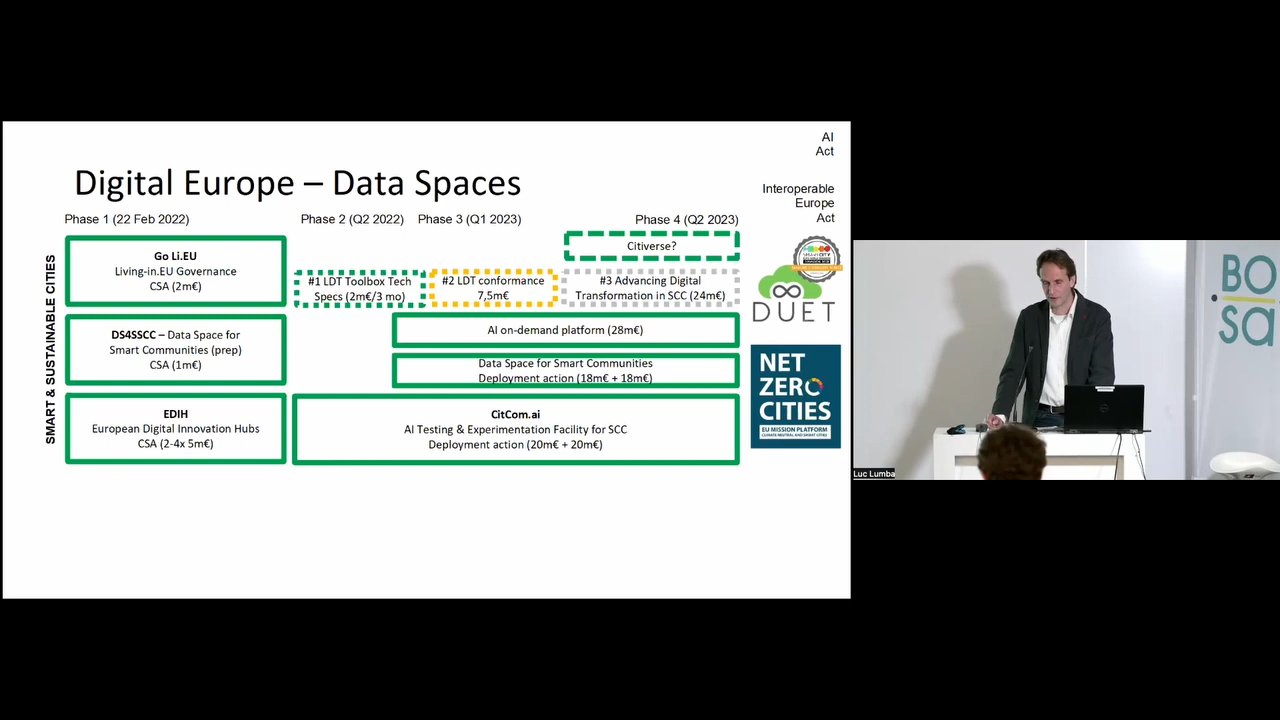 AI
Act
Digital Europe – Data Spaces
Interoperable
Europe
Act
Phase 1 (22 Feb 2022)
Phase 2 (Q2 2022)
Phase 3 (Q1 2023)
Phase 4 (Q2 2023)
SMART & SUSTAINABLE CITIES
Go Li.EU
Living-in.EU Governance
CSA (2m€)
Citiverse?
#1 LDT Toolbox Tech
Specs (2m€/3 mo)
#2 LDT conformance
7,5m€
#3 Advancing Digital
Transformation in SCC (24m€)
DS4SSCC – Data Space for
Smart Communities (prep)
CSA (1m€)
AI on-demand platform (28m€)
Data Space for Smart Communities
Deployment action (18m€ + 18m€)
EDIH
European Digital Innovation Hubs
CSA (2-4x 5m€)
CitCom.ai
AI Testing & Experimentation Facility for SCC
Deployment action (20m€ + 20m€)
DUET
NET
ZERO
CITIES
EU MISSION PLATFORM
CLIMATE NEUTRAL AND SMART CITIES
BO
sa
Luc Lumba